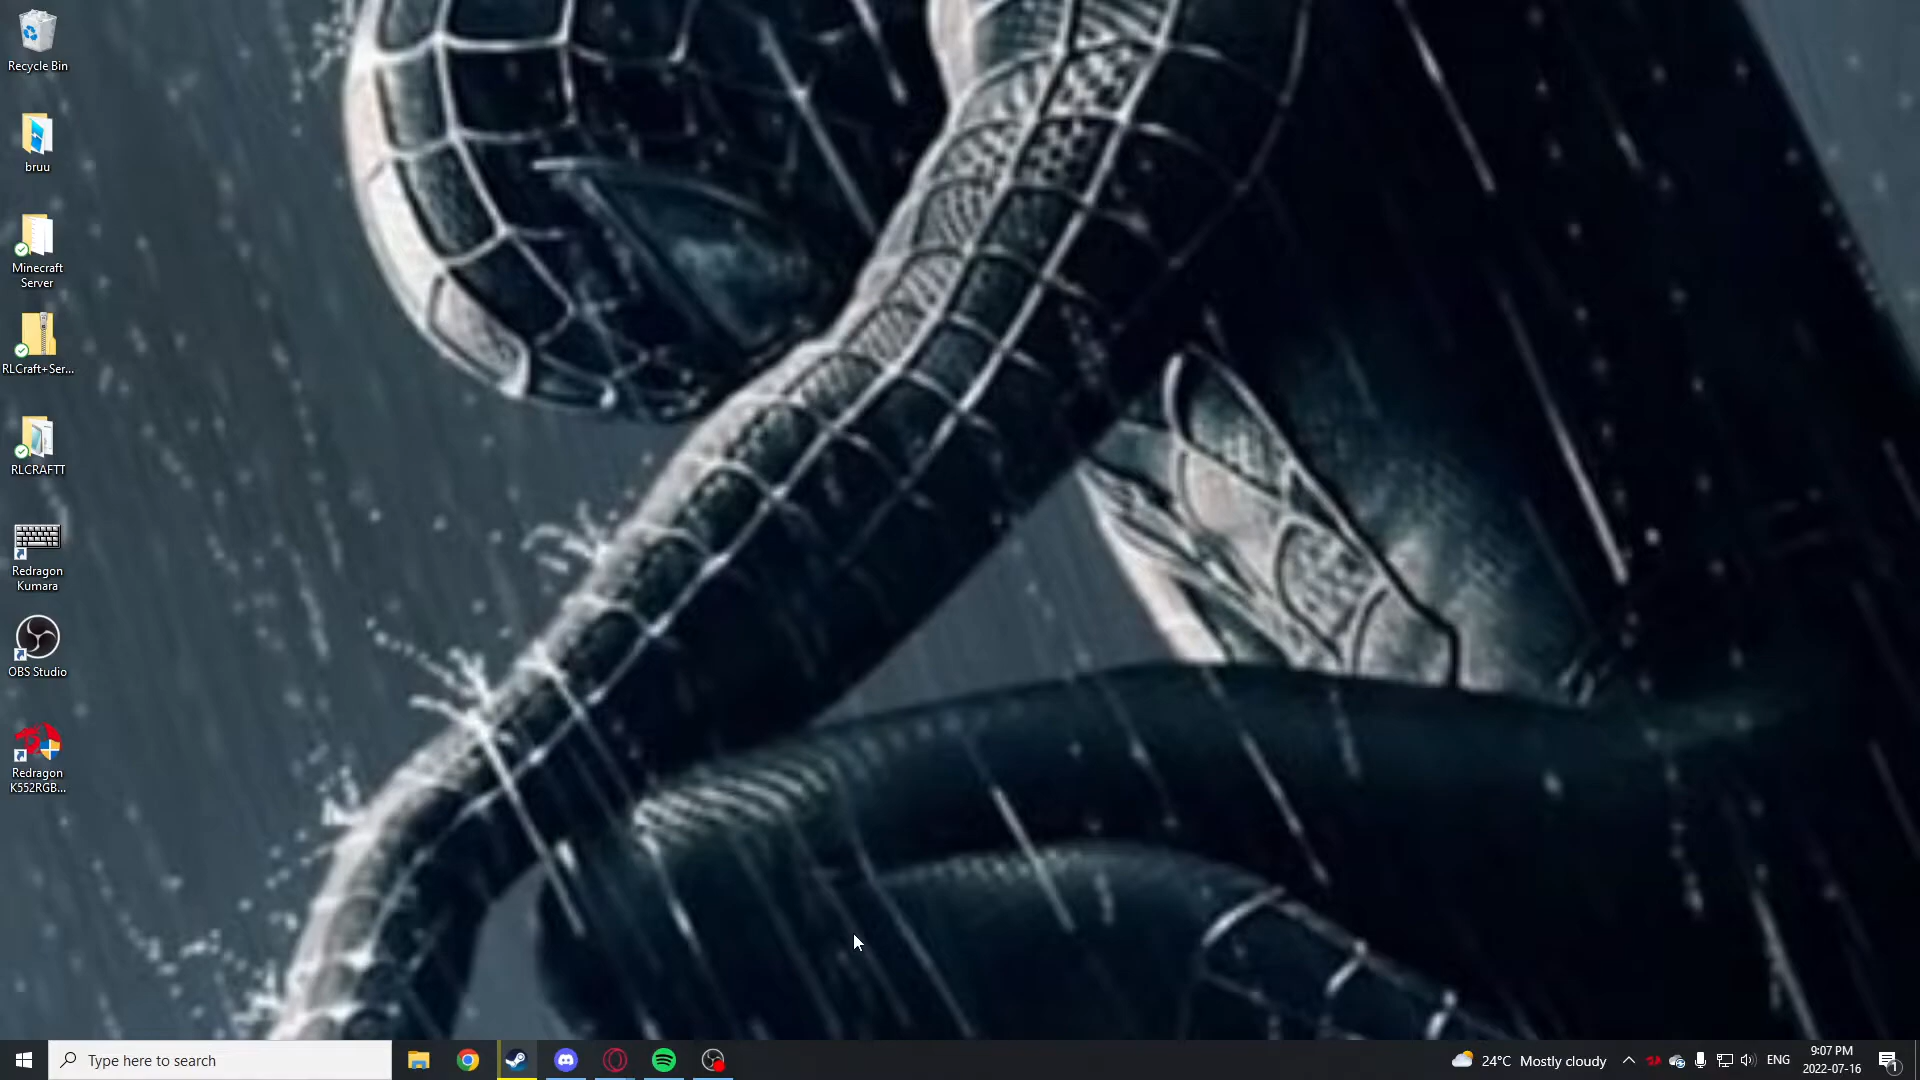 Recycle Bin
bruu
Minecraft
Server
RLCraft+Ser...
RLCRAFTT
Redragon
Kumara
OBS Studio
Redragon
K552RGB...
Type here to search
24°C Mostly cloudy
ENG
9:07 PM
2022-07-16
1